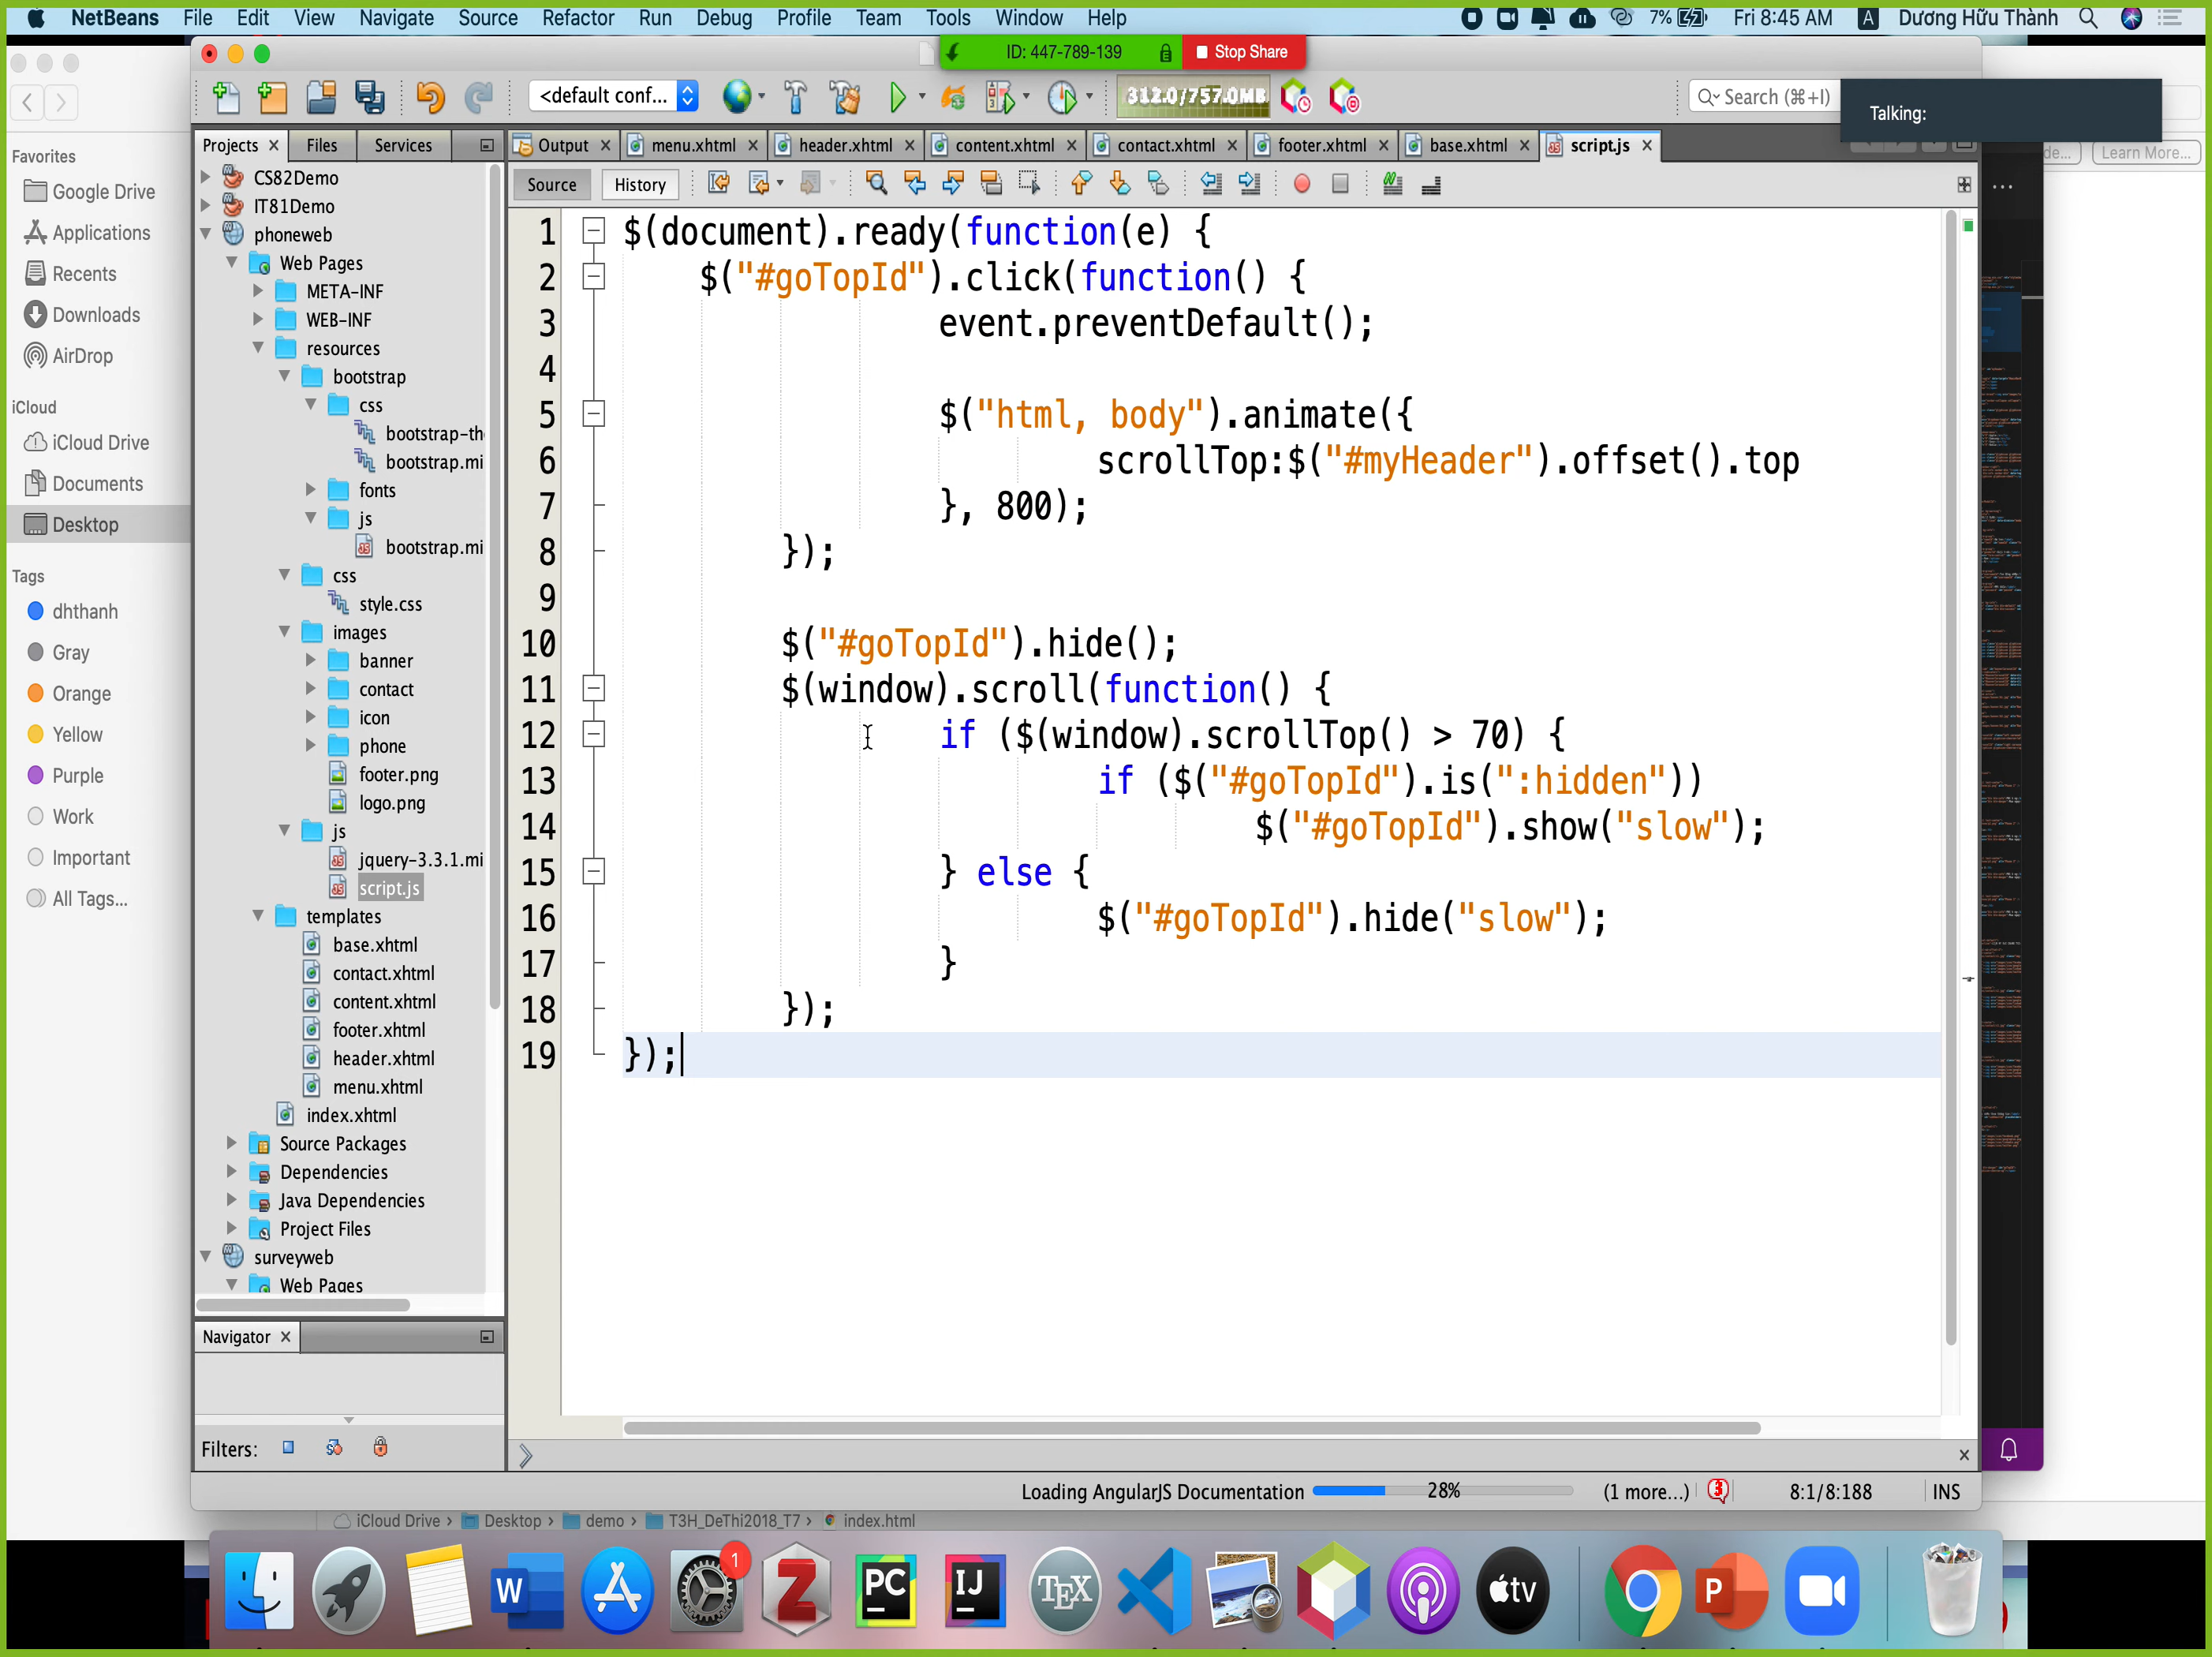 NetBeans File Edit View Navigate Source Refactor Run Debug Profile Team Tools Window Help 7% Fri 8:45 AM A Dương Hữu Thành
ID: 447-789-139 Stop Share
<default conf... 312.0/757.0MB Search (⌘+I)
Talking:
Learn More...
Projects Files Services
Output menu.xhtml header.xhtml content.xhtml contact.xhtml footer.xhtml base.xhtml script.js
Source History
Favorites
Google Drive
Applications
Recents
Downloads
AirDrop
iCloud
iCloud Drive
Documents
Desktop
Tags
dhthanh
Gray
Orange
Yellow
Purple
Work
Important
All Tags...
CS82Demo
IT81Demo
phoneweb
Web Pages
META-INF
WEB-INF
resources
bootstrap
css
bootstrap-th
bootstrap.mi
fonts
js
bootstrap.mi
css
style.css
images
banner
contact
icon
phone
footer.png
logo.png
js
jquery-3.3.1.mi
script.js
templates
base.xhtml
contact.xhtml
content.xhtml
footer.xhtml
header.xhtml
menu.xhtml
index.xhtml
Source Packages
Dependencies
Java Dependencies
Project Files
surveyweb
Web Pages
Navigator
Filters:
1 $(document).ready(function(e) {
2 $("#goTopId").click(function() {
3 event.preventDefault();
4
5 $("html, body").animate({
6 scrollTop:$("#myHeader").offset().top
7 }, 800);
8 });
9
10 $("#goTopId").hide();
11 $(window).scroll(function() {
12 if ($(window).scrollTop() > 70) {
13 if ($("#goTopId").is(":hidden"))
14 $("#goTopId").show("slow");
15 } else {
16 $("#goTopId").hide("slow");
17 }
18 });
19 });
Loading AngularJS Documentation 28% (1 more...) 3 8:1/8:188 INS
iCloud Drive › Desktop › demo › T3H_DeThi2018_T7 › index.html
1
W
Z
PC
IJ
TEX
tv
P